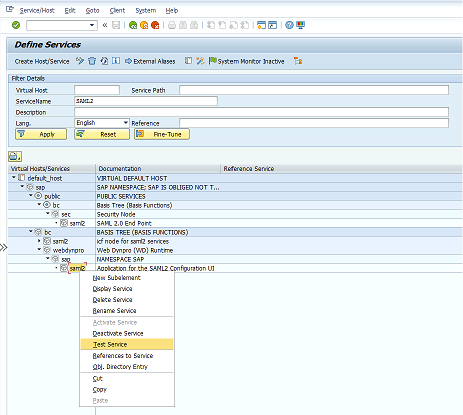 Service/Host Edit Goto Client System Help
Define Services
Create Host/Service External Aliases System Monitor Inactive
Filter Details
Virtual Host Service Path
ServiceName SAML2
Description
Lang. English Reference
Apply Reset Fine-Tune
Virtual Hosts/Services Documentation Reference Service
default_host VIRTUAL DEFAULT HOST
sap SAP NAMESPACE; SAP IS OBLIGED NOT T...
public PUBLIC SERVICES
bc Basis Tree (Basis Functions)
sec Security Node
saml2 SAML 2.0 End Point
bc BASIS TREE (BASIS FUNCTIONS)
saml2 icf node for saml2 services
webdynpro Web Dynpro (WD) Runtime
sap NAMESPACE SAP
saml2 Application for the SAML2 Configuration UI
New Subelement
Display Service
Delete Service
Rename Service
Activate Service
Deactivate Service
Test Service
References to Service
Obj. Directory Entry
Cut
Copy
Paste